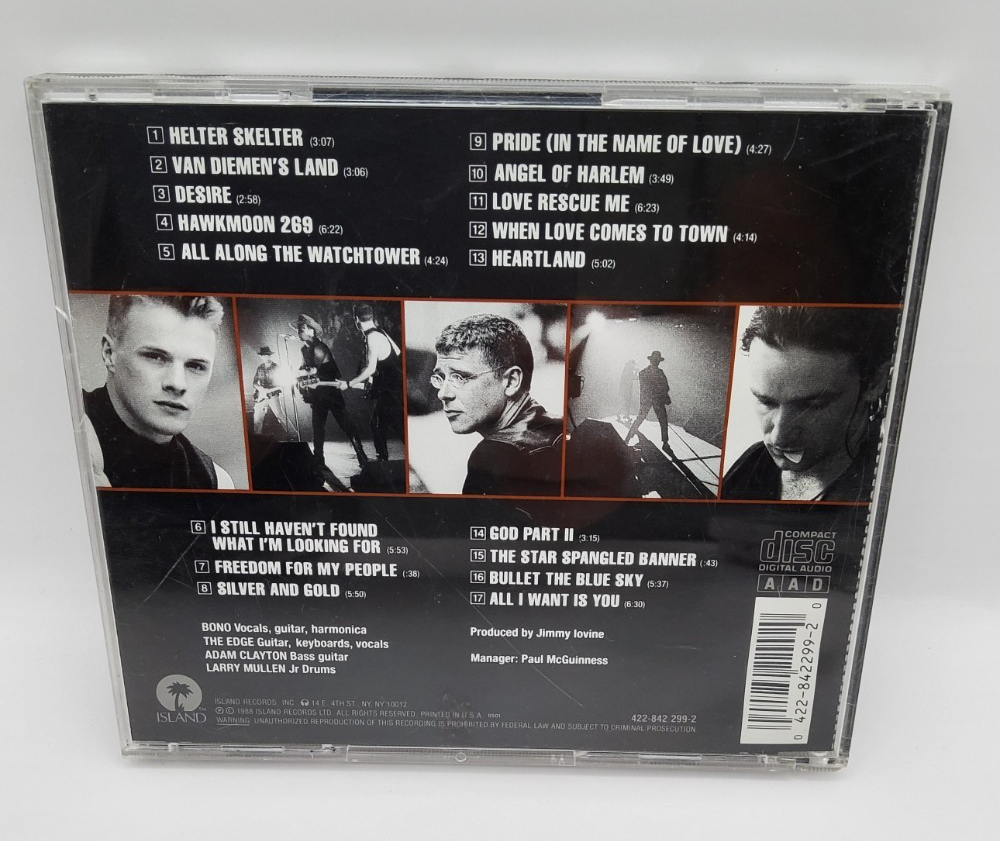 1 HELTER SKELTER (3:07)
2 VAN DIEMEN'S LAND (3:06)
3 DESIRE (2:58)
4 HAWKMOON 269 (6:22)
5 ALL ALONG THE WATCHTOWER (4:24)
9 PRIDE (IN THE NAME OF LOVE) (4:27)
10 ANGEL OF HARLEM (3:49)
11 LOVE RESCUE ME (6:23)
12 WHEN LOVE COMES TO TOWN (4:14)
13 HEARTLAND (5:02)
6 I STILL HAVEN'T FOUND
WHAT I'M LOOKING FOR (5:53)
7 FREEDOM FOR MY PEOPLE (:38)
8 SILVER AND GOLD (5:50)
14 GOD PART II (3:15)
15 THE STAR SPANGLED BANNER (:43)
16 BULLET THE BLUE SKY (5:37)
17 ALL I WANT IS YOU (6:30)
BONO Vocals, guitar, harmonica
THE EDGE Guitar, keyboards, vocals
ADAM CLAYTON Bass guitar
LARRY MULLEN Jr Drums
Produced by Jimmy Iovine
Manager: Paul McGuinness
COMPACT
disc
DIGITAL AUDIO
A A D
0 422-842299-2 0
ISLAND™
ISLAND RECORDS, INC. 14 E. 4TH ST., NY, NY 10012
℗ © 1988 ISLAND RECORDS LTD. ALL RIGHTS RESERVED. PRINTED IN U.S.A.
WARNING: UNAUTHORIZED REPRODUCTION OF THIS RECORDING IS PROHIBITED BY FEDERAL LAW AND SUBJECT TO CRIMINAL PROSECUTION.
422-842 299-2